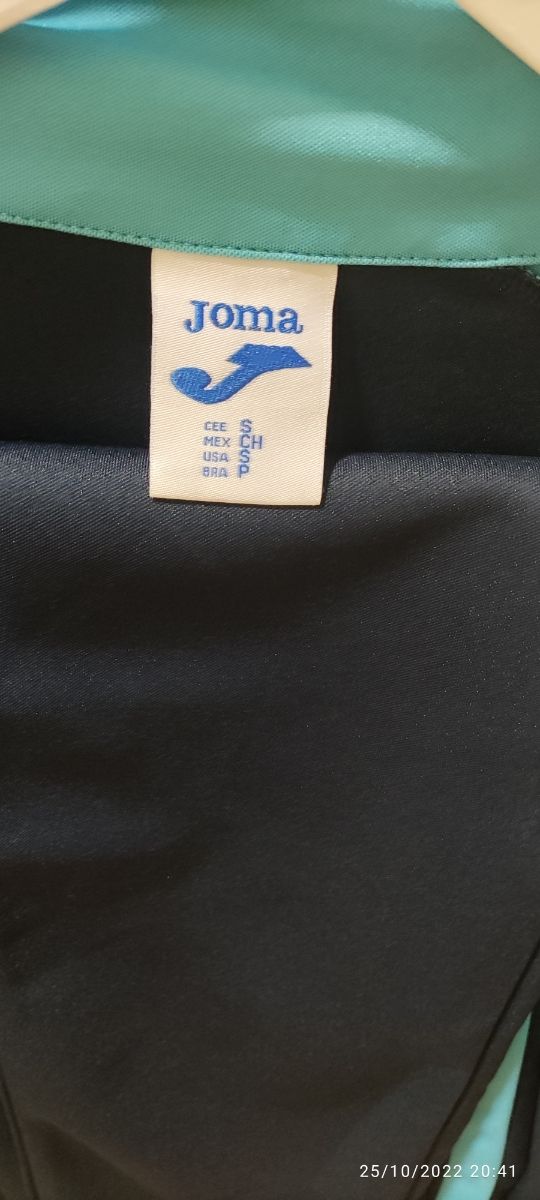 Joma
CEE S
MEX CH
USA S
BRA P
25/10/2022 20:41